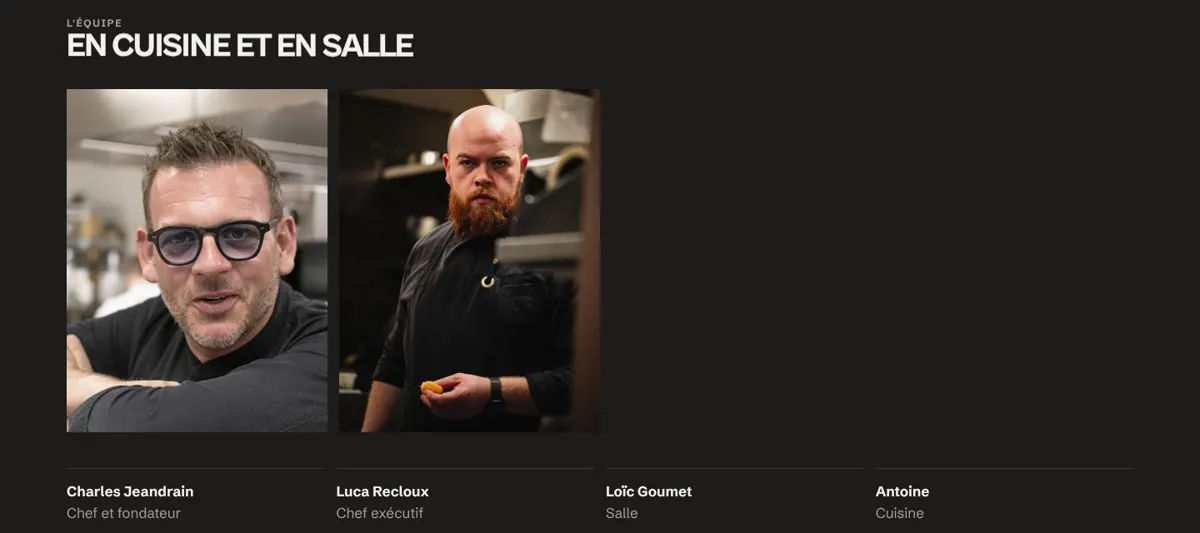 L'ÉQUIPE
EN CUISINE ET EN SALLE
Charles Jeandrain
Chef et fondateur
Luca Recloux
Chef exécutif
Loïc Goumet
Salle
Antoine
Cuisine